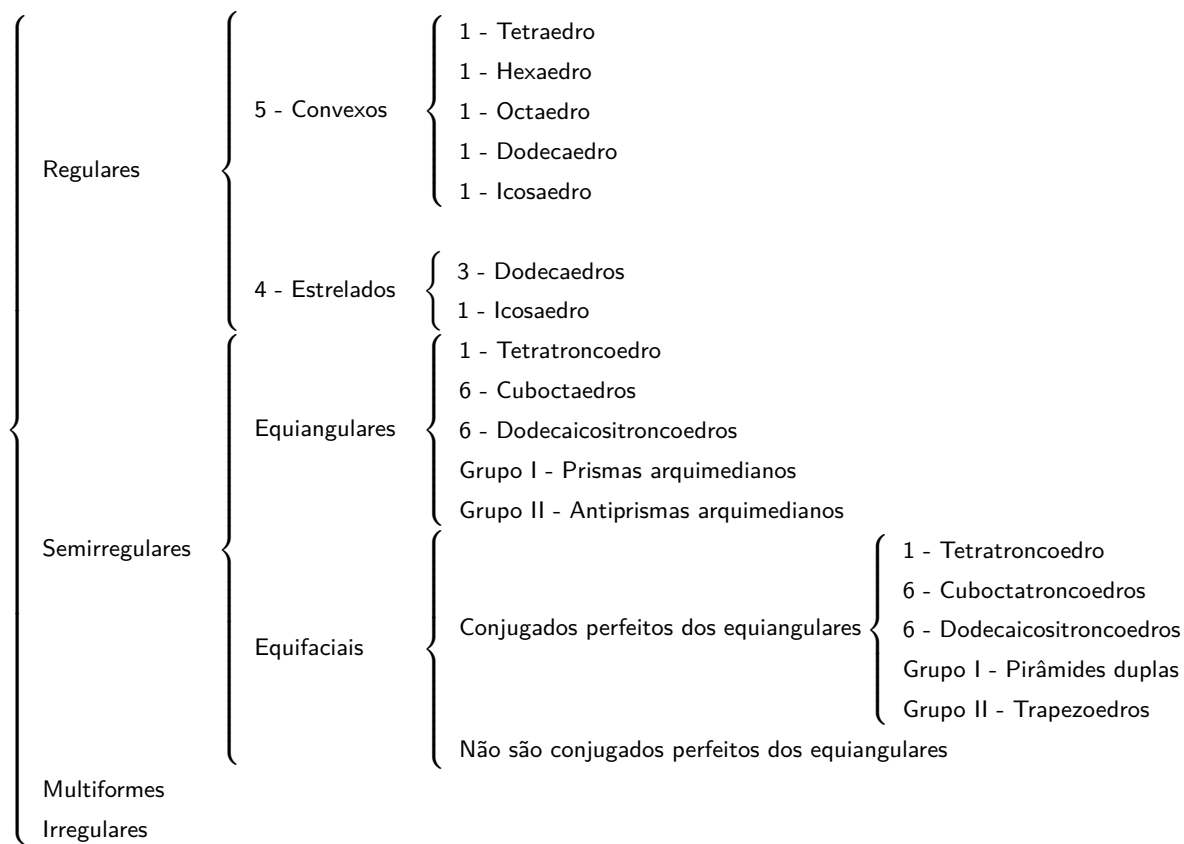 Regulares
5 - Convexos
1 - Tetraedro
1 - Hexaedro
1 - Octaedro
1 - Dodecaedro
1 - Icosaedro
4 - Estrelados
3 - Dodecaedros
1 - Icosaedro
Semirregulares
Equiangulares
1 - Tetratroncoedro
6 - Cuboctaedros
6 - Dodecaicositroncoedros
Grupo I - Prismas arquimedianos
Grupo II - Antiprismas arquimedianos
Equifaciais
Conjugados perfeitos dos equiangulares
1 - Tetratroncoedro
6 - Cuboctatroncoedros
6 - Dodecaicositroncoedros
Grupo I - Pirâmides duplas
Grupo II - Trapezoedros
Não são conjugados perfeitos dos equiangulares
Multiformes
Irregulares